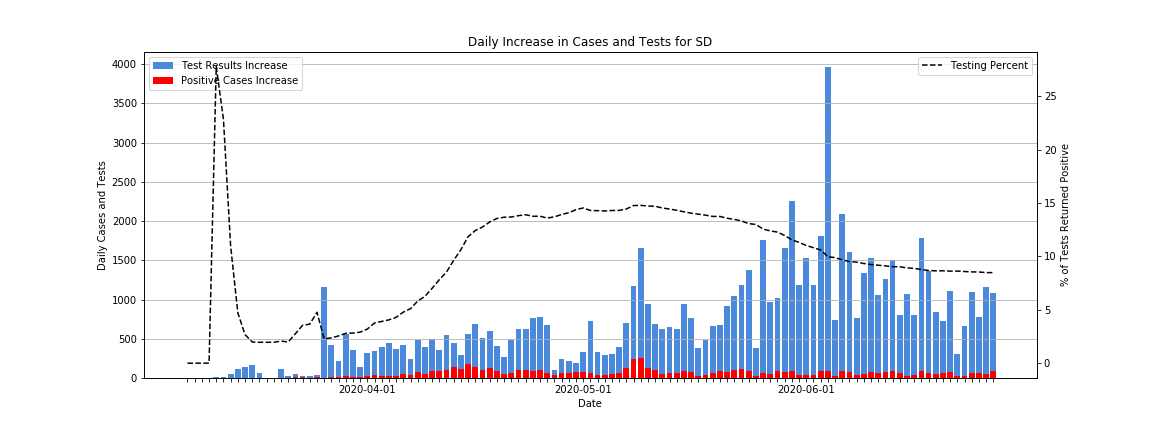 Daily Increase in Cases and Tests for SD
Test Results Increase
Positive Cases Increase
Testing Percent
Daily Cases and Tests
4000
3500
3000
2500
2000
1500
1000
500
0
% of Tests Returned Positive
25
20
15
10
5
0
2020-04-01
2020-05-01
2020-06-01
Date